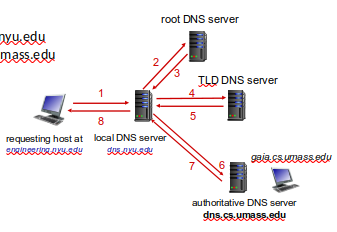 root DNS server
nyu.edu
umass.edu
2
3
TLD DNS server
1
4
5
8
requesting host at
engineering.nyu.edu
local DNS server
dns.nyu.edu
gaia.cs.umass.edu
6
7
authoritative DNS server
dns.cs.umass.edu